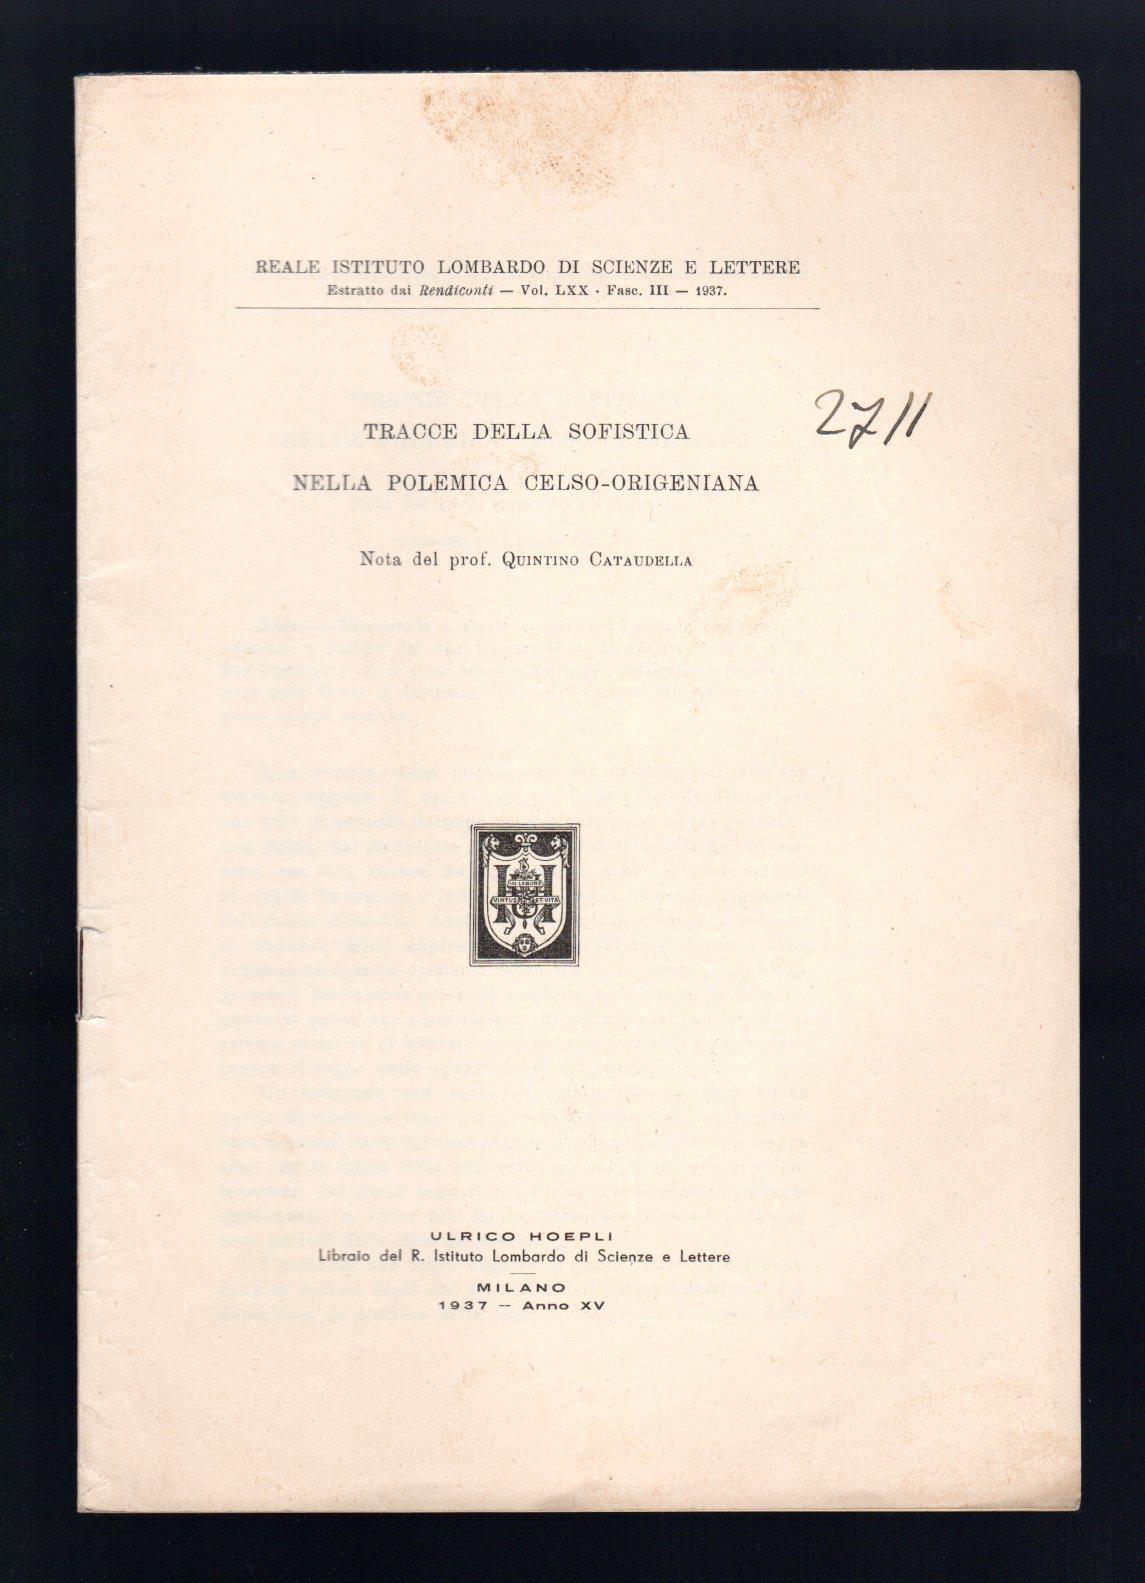 REALE ISTITUTO LOMBARDO DI SCIENZE E LETTERE
Estratto dai Rendiconti — Vol. LXX · Fasc. III — 1937.
27//
TRACCE DELLA SOFISTICA
NELLA POLEMICA CELSO-ORIGENIANA
Nota del prof. QUINTINO CATAUDELLA
IN·LABORE
VIRTUS ET·VITA
ULRICO HOEPLI
Libraio del R. Istituto Lombardo di Scienze e Lettere
MILANO
1937 — Anno XV